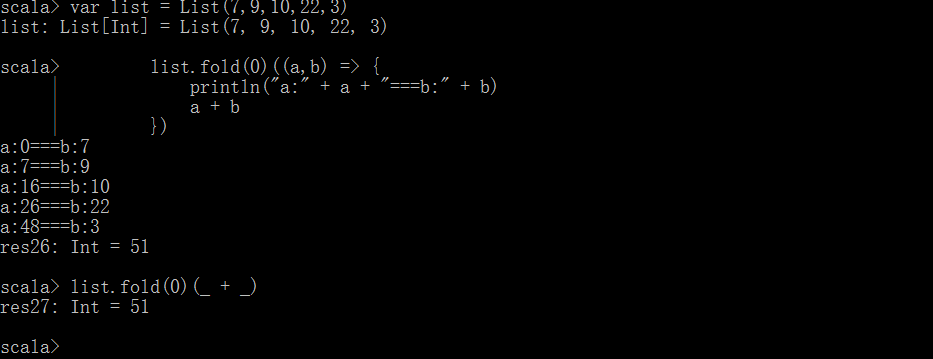 scala> var list = List(7,9,10,22,3)
list: List[Int] = List(7, 9, 10, 22, 3)
scala>         list.fold(0)((a,b) => {
println("a:" + a + "===b:" + b)
a + b
})
a:0===b:7
a:7===b:9
a:16===b:10
a:26===b:22
a:48===b:3
res26: Int = 51
scala> list.fold(0)(_ + _)
res27: Int = 51
scala>